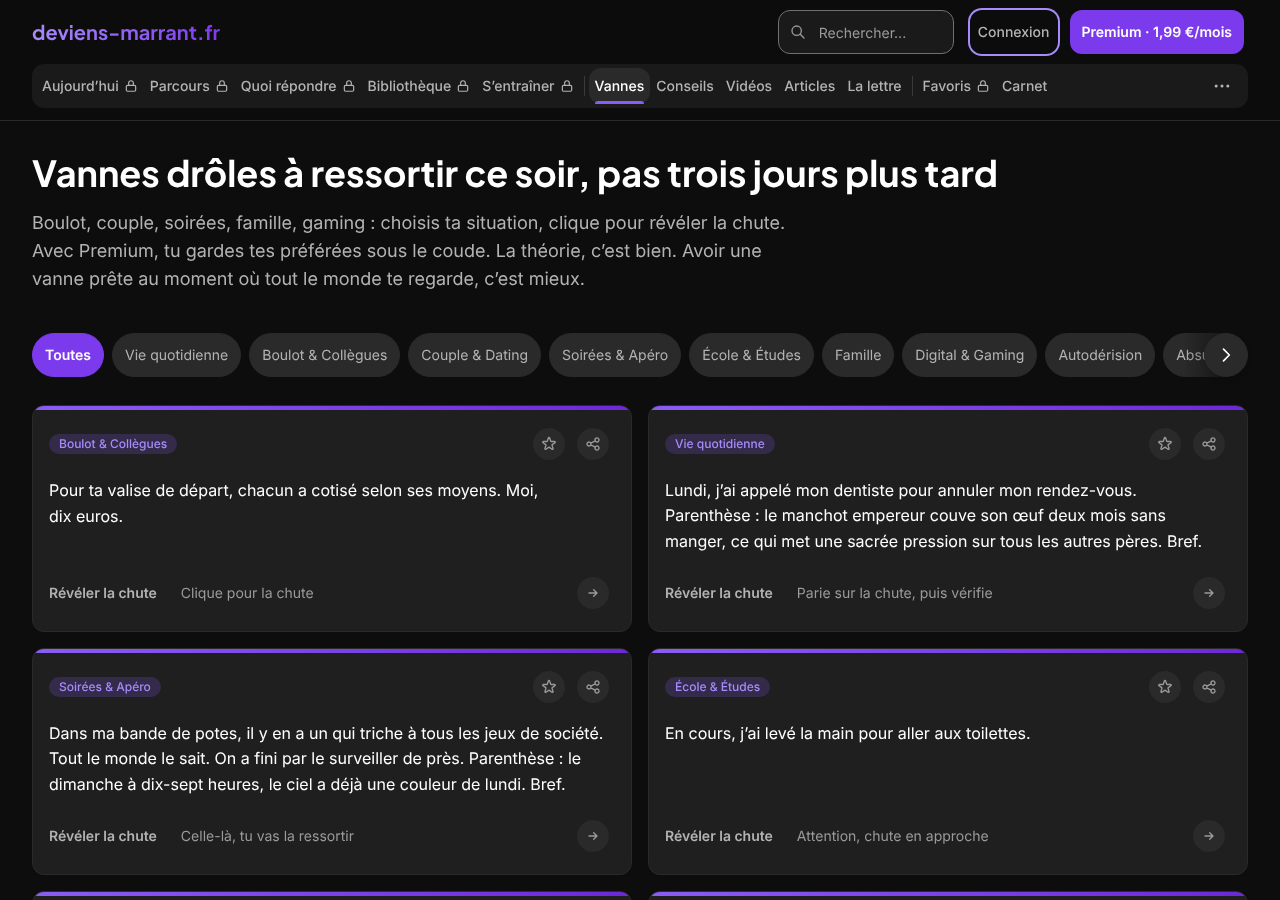 deviens-marrant.fr
Rechercher...
Connexion
Premium · 1,99 €/mois
Aujourd’hui
Parcours
Quoi répondre
Bibliothèque
S’entraîner
Vannes
Conseils
Vidéos
Articles
La lettre
Favoris
Carnet
Vannes drôles à ressortir ce soir, pas trois jours plus tard
Boulot, couple, soirées, famille, gaming : choisis ta situation, clique pour révéler la chute.
Avec Premium, tu gardes tes préférées sous le coude. La théorie, c’est bien. Avoir une
vanne prête au moment où tout le monde te regarde, c’est mieux.
Toutes
Vie quotidienne
Boulot & Collègues
Couple & Dating
Soirées & Apéro
École & Études
Famille
Digital & Gaming
Autodérision
Boulot & Collègues
Pour ta valise de départ, chacun a cotisé selon ses moyens. Moi,
dix euros.
Révéler la chute
Clique pour la chute
Vie quotidienne
Lundi, j’ai appelé mon dentiste pour annuler mon rendez-vous.
Parenthèse : le manchot empereur couve son œuf deux mois sans
manger, ce qui met une sacrée pression sur tous les autres pères. Bref.
Révéler la chute
Parie sur la chute, puis vérifie
Soirées & Apéro
Dans ma bande de potes, il y en a un qui triche à tous les jeux de société.
Tout le monde le sait. On a fini par le surveiller de près. Parenthèse : le
dimanche à dix-sept heures, le ciel a déjà une couleur de lundi. Bref.
Révéler la chute
Celle-là, tu vas la ressortir
École & Études
En cours, j’ai levé la main pour aller aux toilettes.
Révéler la chute
Attention, chute en approche